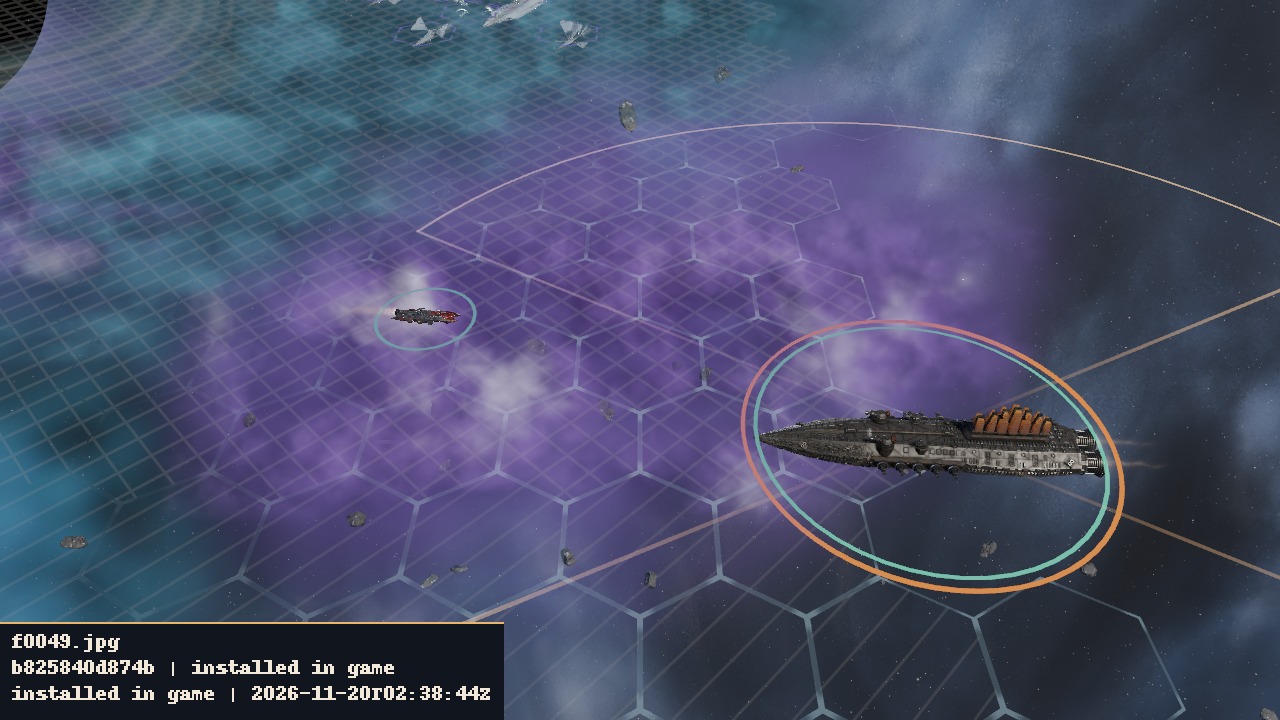 f0049.jpg
b825840d874b | installed in game
installed in game | 2026-11-20T02:38:44Z